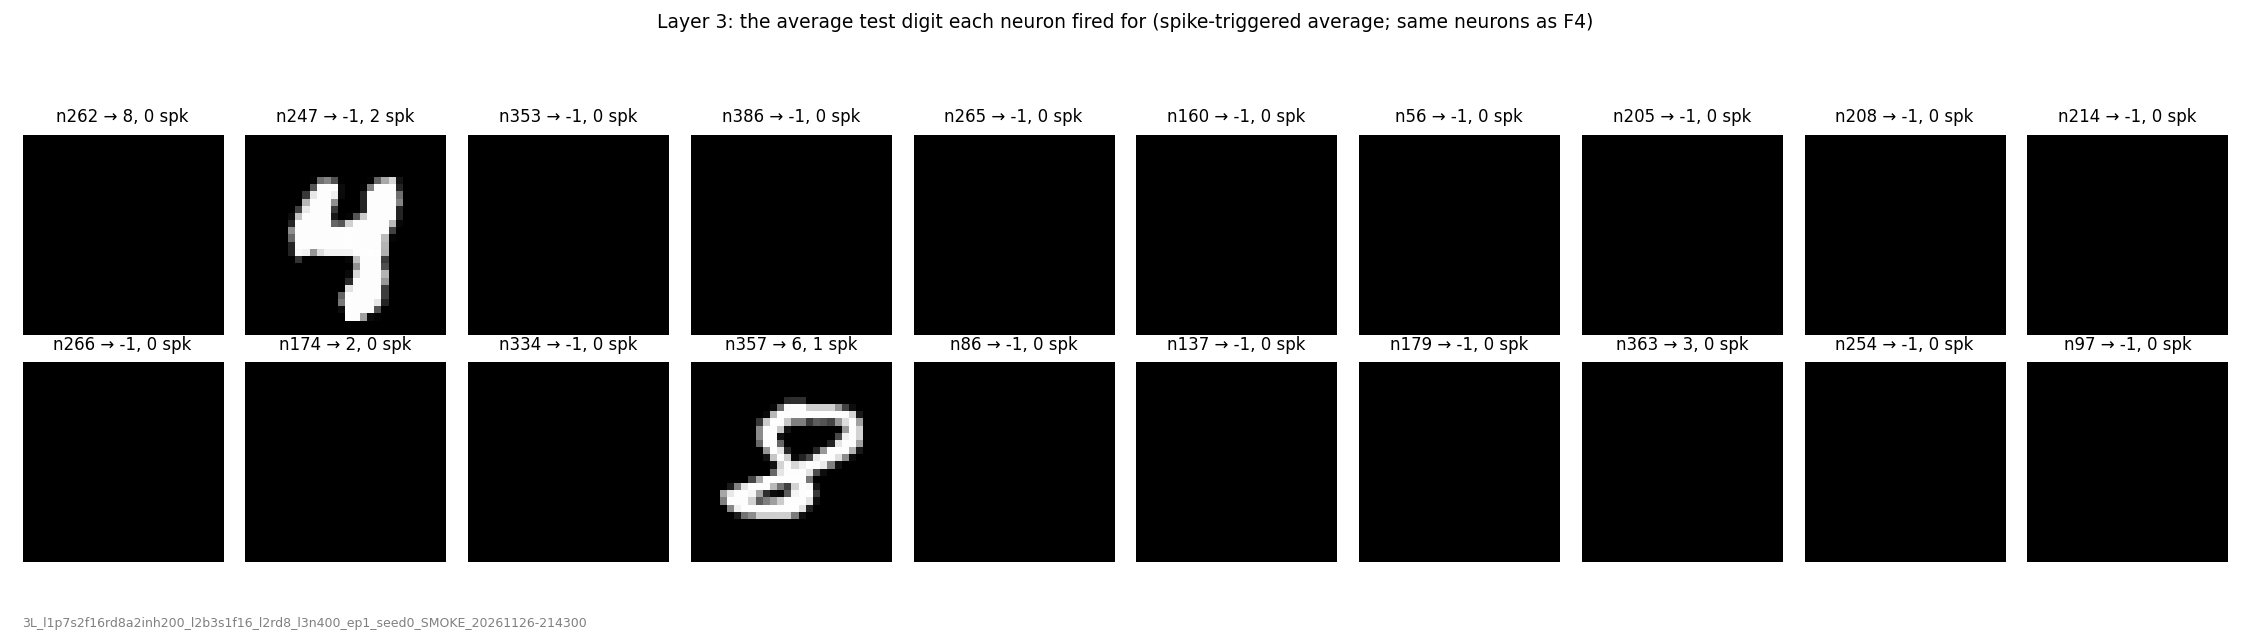 Layer 3: the average test digit each neuron fired for (spike-triggered average; same neurons as F4)
n262 → 8, 0 spk
n247 → -1, 2 spk
n353 → -1, 0 spk
n386 → -1, 0 spk
n265 → -1, 0 spk
n160 → -1, 0 spk
n56 → -1, 0 spk
n205 → -1, 0 spk
n208 → -1, 0 spk
n214 → -1, 0 spk
4
n266 → -1, 0 spk
n174 → 2, 0 spk
n334 → -1, 0 spk
n357 → 6, 1 spk
n86 → -1, 0 spk
n137 → -1, 0 spk
n179 → -1, 0 spk
n363 → 3, 0 spk
n254 → -1, 0 spk
n97 → -1, 0 spk
8
3L_l1p7s2f16rd8a2inh200_l2b3s1f16_l2rd8_l3n400_ep1_seed0_SMOKE_20261126-214300